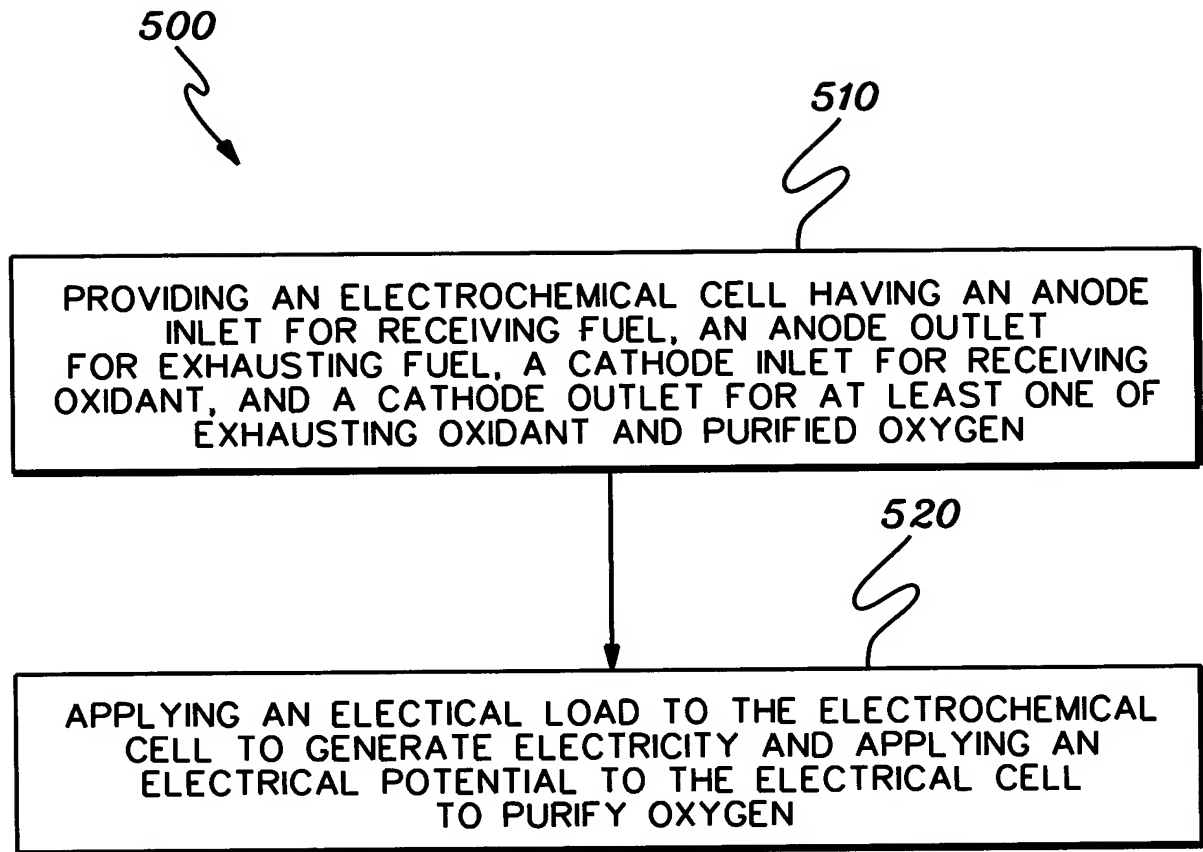 500
510
PROVIDING AN ELECTROCHEMICAL CELL HAVING AN ANODE
INLET FOR RECEIVING FUEL, AN ANODE OUTLET
FOR EXHAUSTING FUEL, A CATHODE INLET FOR RECEIVING
OXIDANT, AND A CATHODE OUTLET FOR AT LEAST ONE OF
EXHAUSTING OXIDANT AND PURIFIED OXYGEN
520
APPLYING AN ELECTICAL LOAD TO THE ELECTROCHEMICAL
CELL TO GENERATE ELECTRICITY AND APPLYING AN
ELECTRICAL POTENTIAL TO THE ELECTRICAL CELL
TO PURIFY OXYGEN